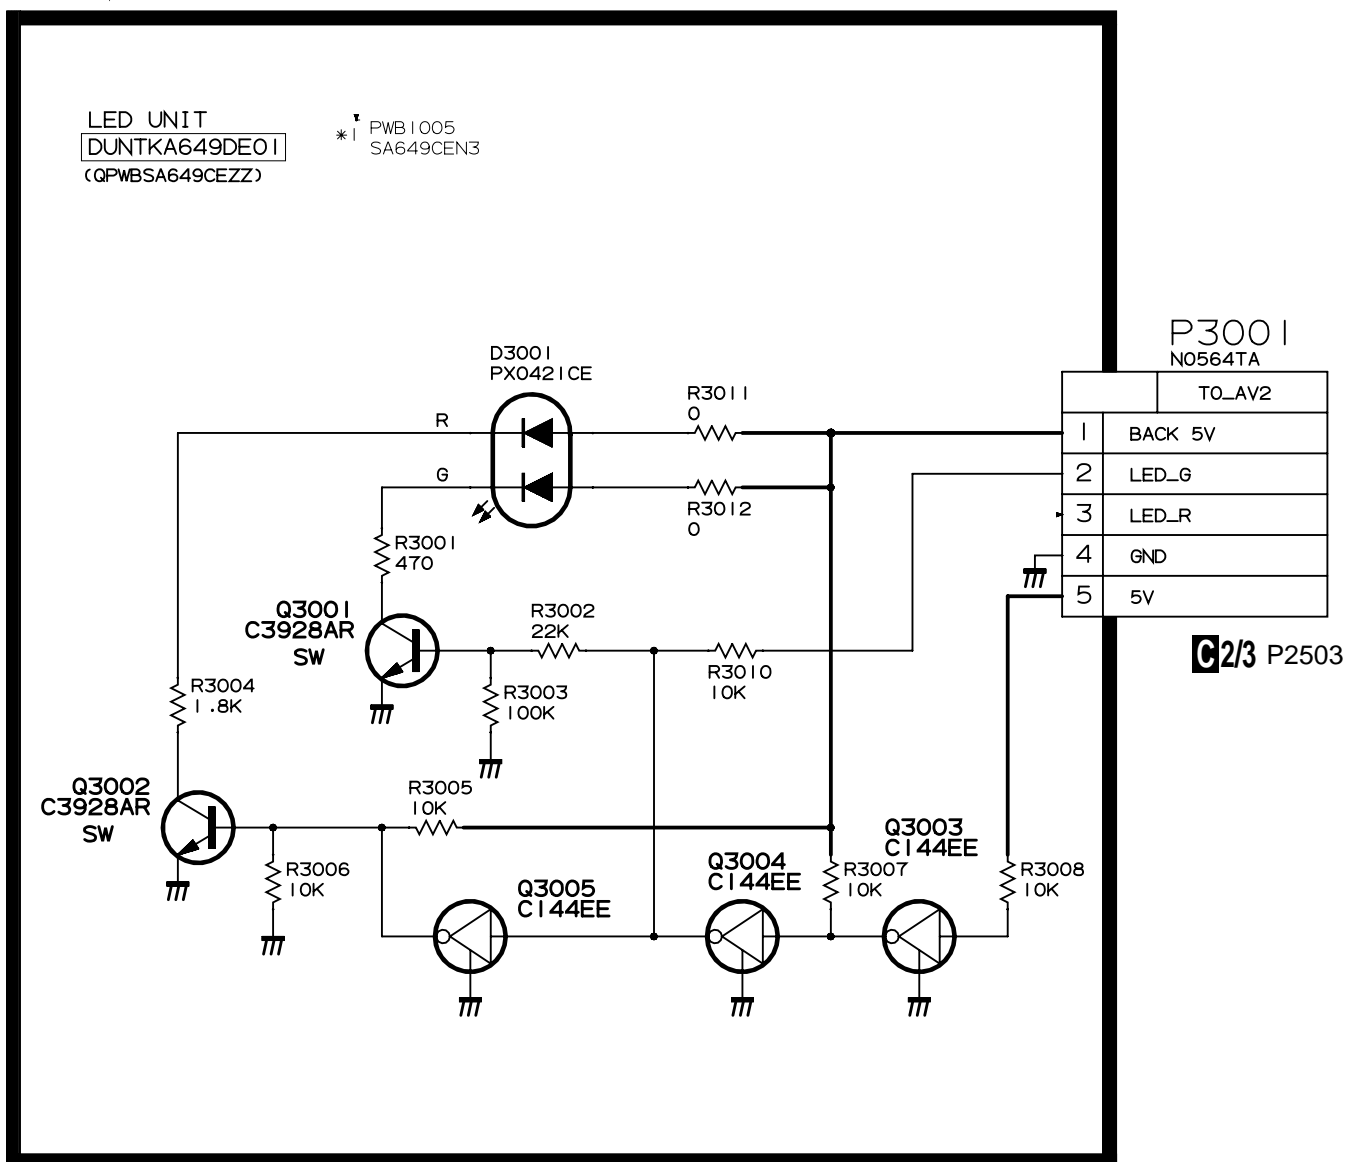 LED UNIT
DUNTKA649DE01
(QPWBSA649CEZZ)
*1 PWB1005
SA649CEN3
P3001
N0564TA
TO_AV2
1 BACK 5V
2 LED_G
3 LED_R
4 GND
5 5V
C 2/3 P2503
D3001
PX0421CE
R
G
R3011
0
R3012
0
R3001
470
Q3001
C3928AR
SW
R3002
22K
R3003
100K
R3010
10K
R3004
1.8K
Q3002
C3928AR
SW
R3005
10K
R3006
10K
Q3005
C144EE
Q3004
C144EE
R3007
10K
Q3003
C144EE
R3008
10K